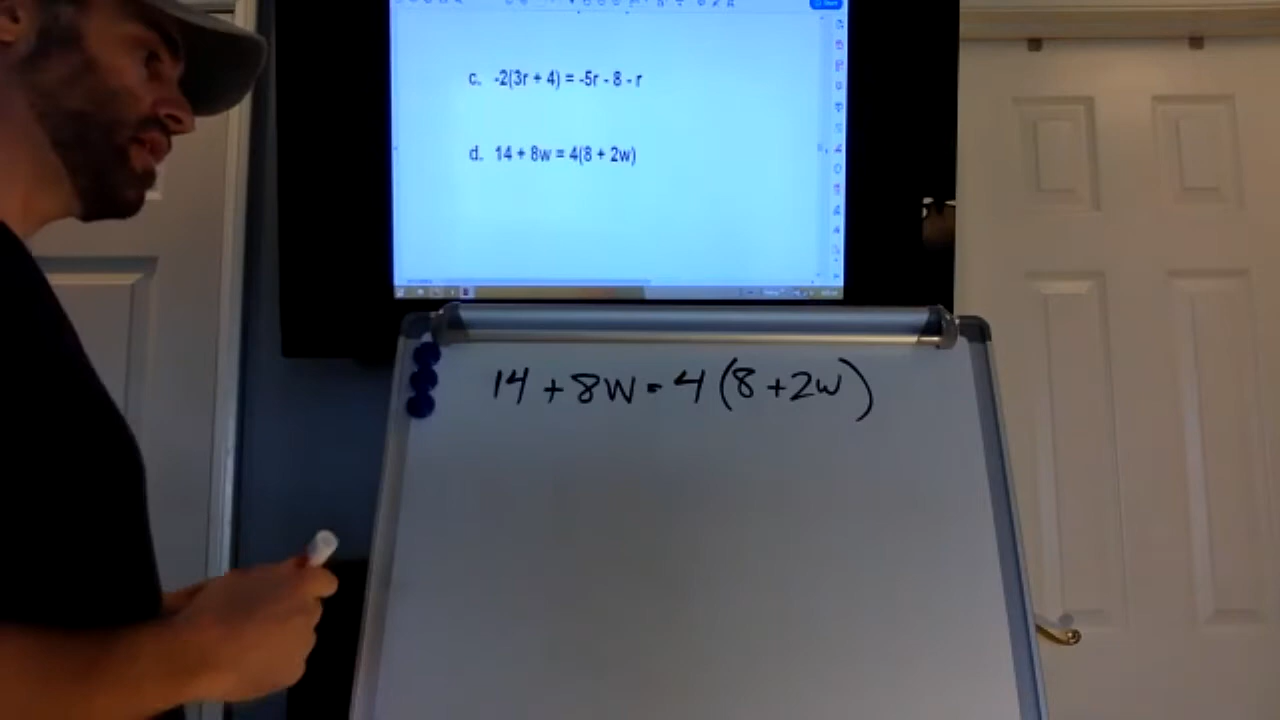 c. -2(3r + 4) = -5r - 8 - r
d. 14 + 8w = 4(8 + 2w)
14 + 8w = 4 (8 + 2w)